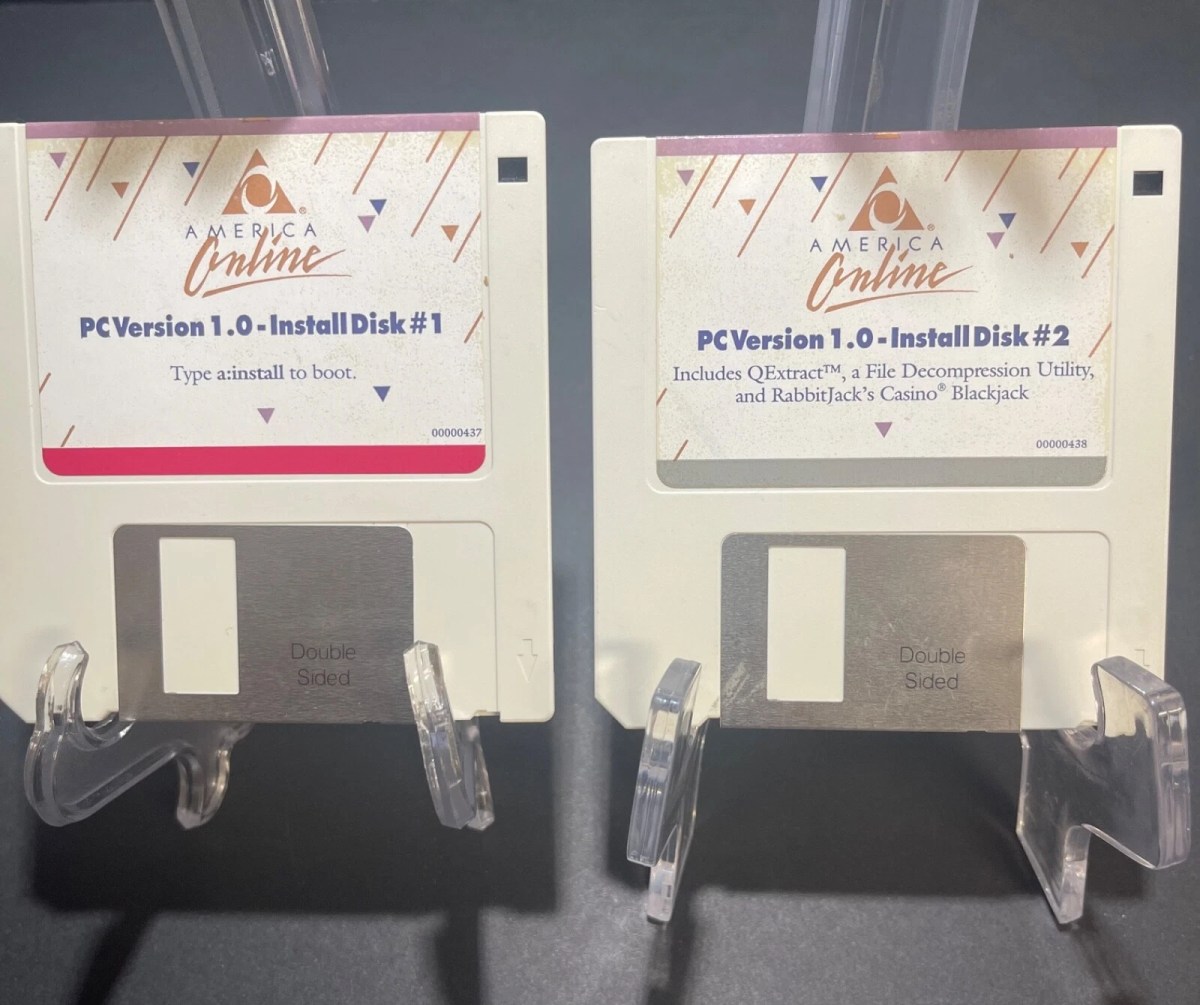 AMERICA
Online
®
PC Version 1.0 - Install Disk #1
Type a:install to boot.
00000437
Double
Sided
AMERICA
Online
®
PC Version 1.0 - Install Disk #2
Includes QExtract™, a File Decompression Utility,
and RabbitJack's Casino® Blackjack
00000438
Double
Sided